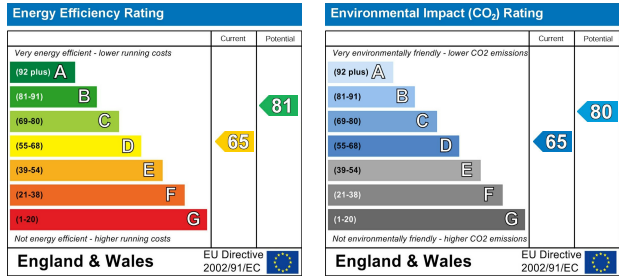 Energy Efficiency Rating
Current Potential
Very energy efficient - lower running costs
(92 plus) A
(81-91) B
81
(69-80) C
(55-68) D
65
(39-54) E
(21-38) F
(1-20) G
Not energy efficient - higher running costs
England & Wales
EU Directive
2002/91/EC
Environmental Impact (CO₂) Rating
Current Potential
Very environmentally friendly - lower CO2 emissions
(92 plus) A
(81-91) B
80
(69-80) C
(55-68) D
65
(39-54) E
(21-38) F
(1-20) G
Not environmentally friendly - higher CO2 emissions
England & Wales
EU Directive
2002/91/EC